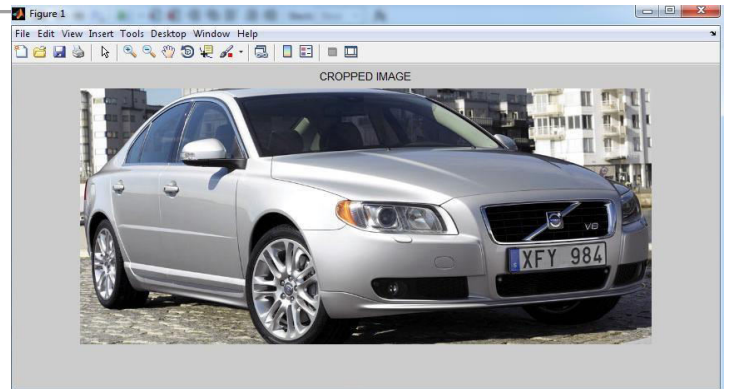 Figure 1
File Edit View Insert Tools Desktop Window Help
CROPPED IMAGE
V8
XFY 984